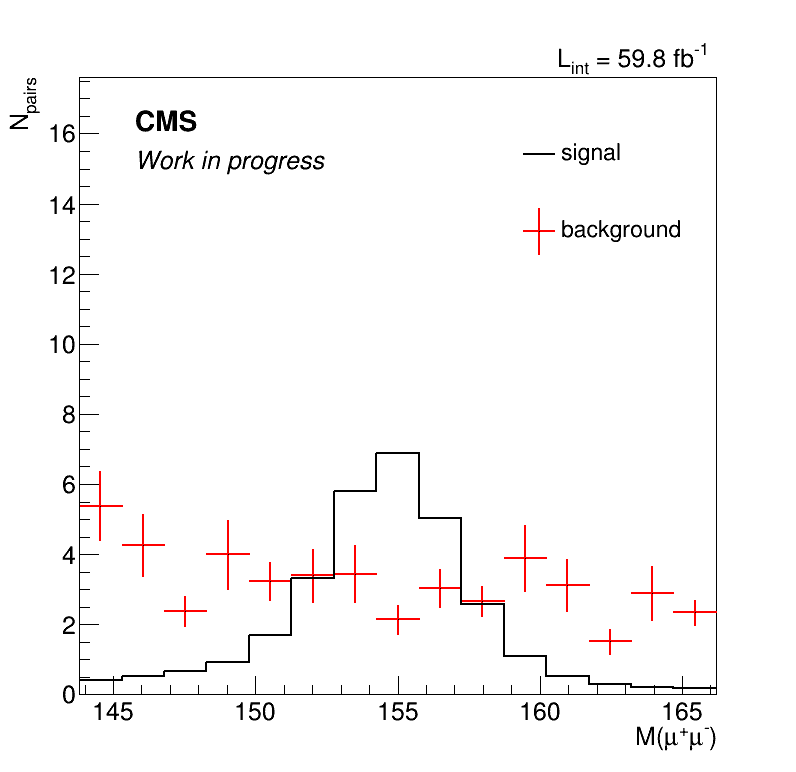 L_int = 59.8 fb^-1
N_pairs
CMS
Work in progress
signal
background
16
14
12
10
8
6
4
2
0
145 150 155 160 165
M(μ⁺μ⁻)